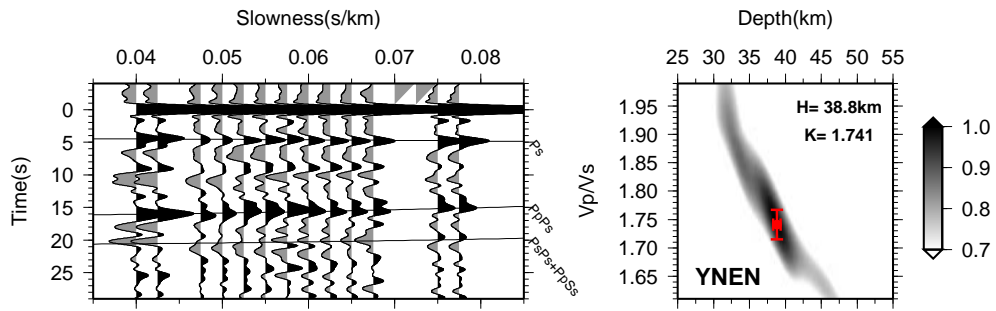 Slowness(s/km)
0.04 0.05 0.06 0.07 0.08
Time(s)
0
5
10
15
20
25
Ps
PpPs
PsPs+PpSs
Depth(km)
25 30 35 40 45 50 55
Vp/Vs
1.95
1.90
1.85
1.80
1.75
1.70
1.65
H= 38.8km
K= 1.741
YNEN
1.0
0.9
0.8
0.7